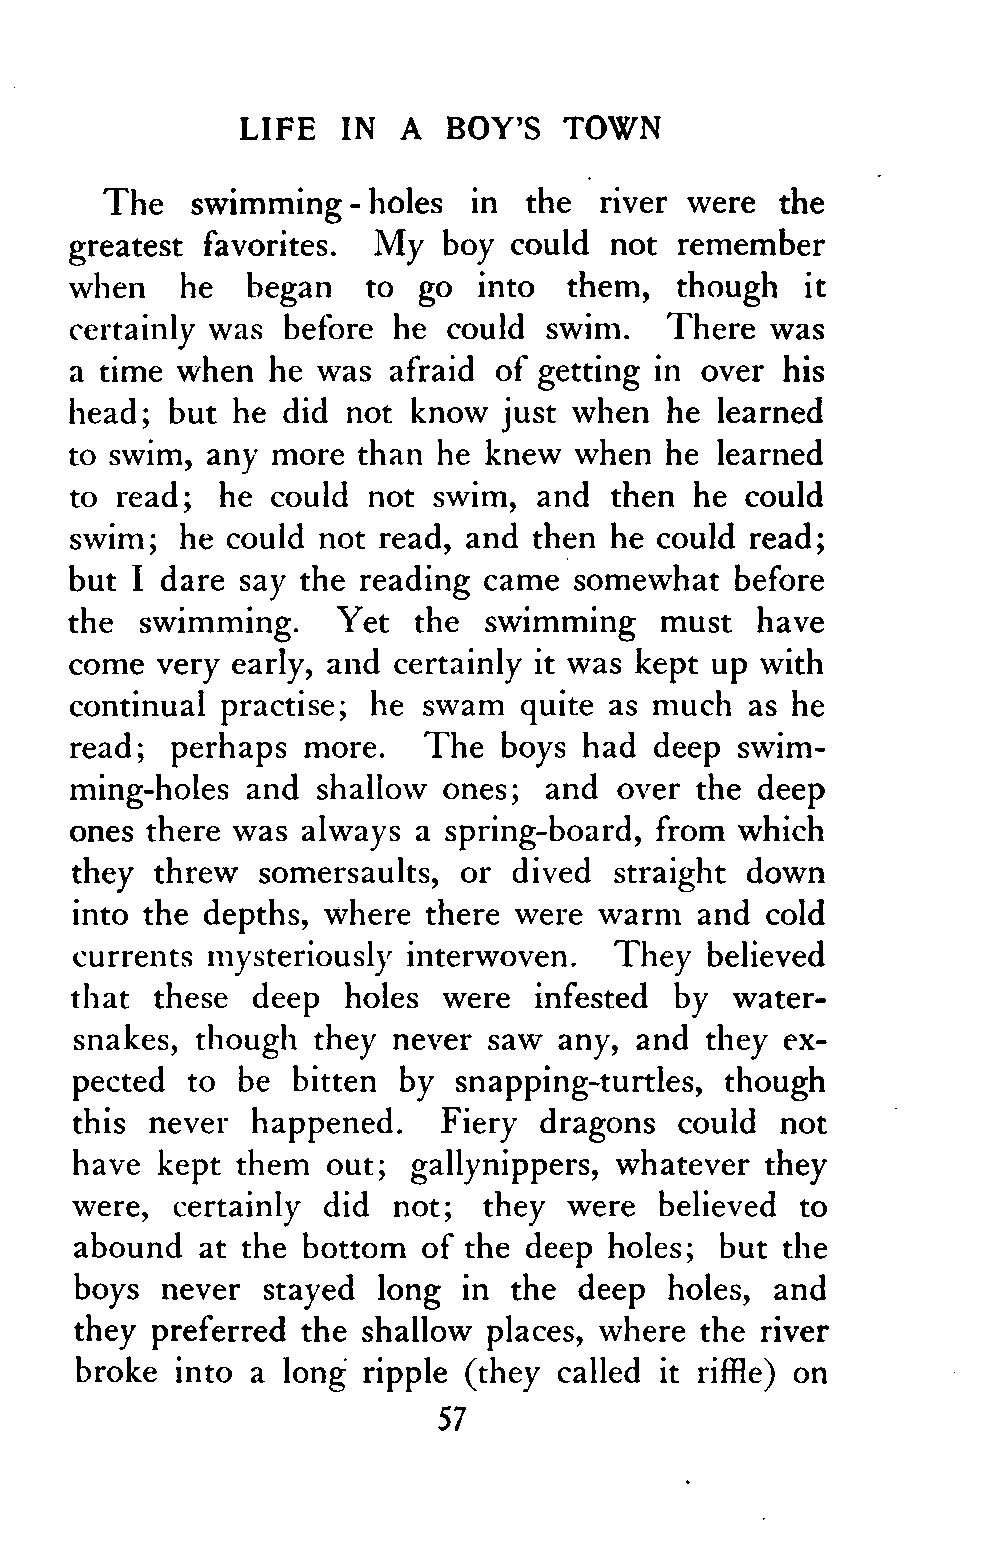 LIFE IN A BOY'S TOWN
The swimming-holes in the river were the
greatest favorites. My boy could not remember
when he began to go into them, though it
certainly was before he could swim. There was
a time when he was afraid of getting in over his
head; but he did not know just when he learned
to swim, any more than he knew when he learned
to read; he could not swim, and then he could
swim; he could not read, and then he could read;
but I dare say the reading came somewhat before
the swimming. Yet the swimming must have
come very early, and certainly it was kept up with
continual practise; he swam quite as much as he
read; perhaps more. The boys had deep swim-
ming-holes and shallow ones; and over the deep
ones there was always a spring-board, from which
they threw somersaults, or dived straight down
into the depths, where there were warm and cold
currents mysteriously interwoven. They believed
that these deep holes were infested by water-
snakes, though they never saw any, and they ex-
pected to be bitten by snapping-turtles, though
this never happened. Fiery dragons could not
have kept them out; gallynippers, whatever they
were, certainly did not; they were believed to
abound at the bottom of the deep holes; but the
boys never stayed long in the deep holes, and
they preferred the shallow places, where the river
broke into a long ripple (they called it riffle) on
57